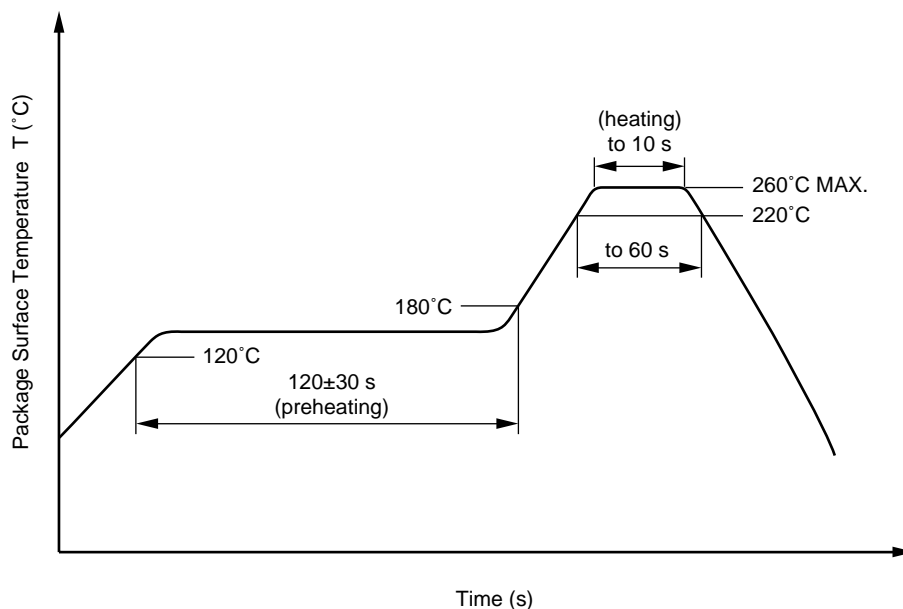 Package Surface Temperature T (˚C)
(heating)
to 10 s
260˚C MAX.
220˚C
to 60 s
180˚C
120˚C
120±30 s
(preheating)
Time (s)